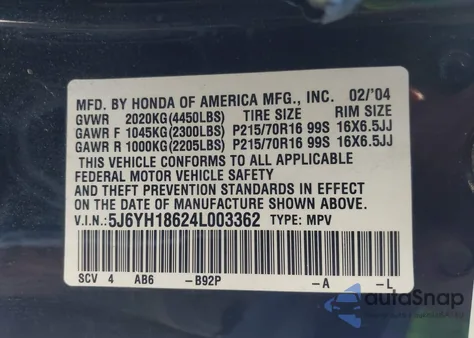 MFD. BY HONDA OF AMERICA MFG., INC. 02/'04
GVWR 2020KG(4450LBS) TIRE SIZE RIM SIZE
GAWR F 1045KG(2300LBS) P215/70R16 99S 16X6.5JJ
GAWR R 1000KG(2205LBS) P215/70R16 99S 16X6.5JJ
THIS VEHICLE CONFORMS TO ALL APPLICABLE
FEDERAL MOTOR VEHICLE SAFETY
AND THEFT PREVENTION STANDARDS IN EFFECT
ON THE DATE OF MANUFACTURE SHOWN ABOVE.
V.I.N.: 5J6YH18624L003362 TYPE: MPV
SCV 4 AB6 -B92P -A -L
autoSnap